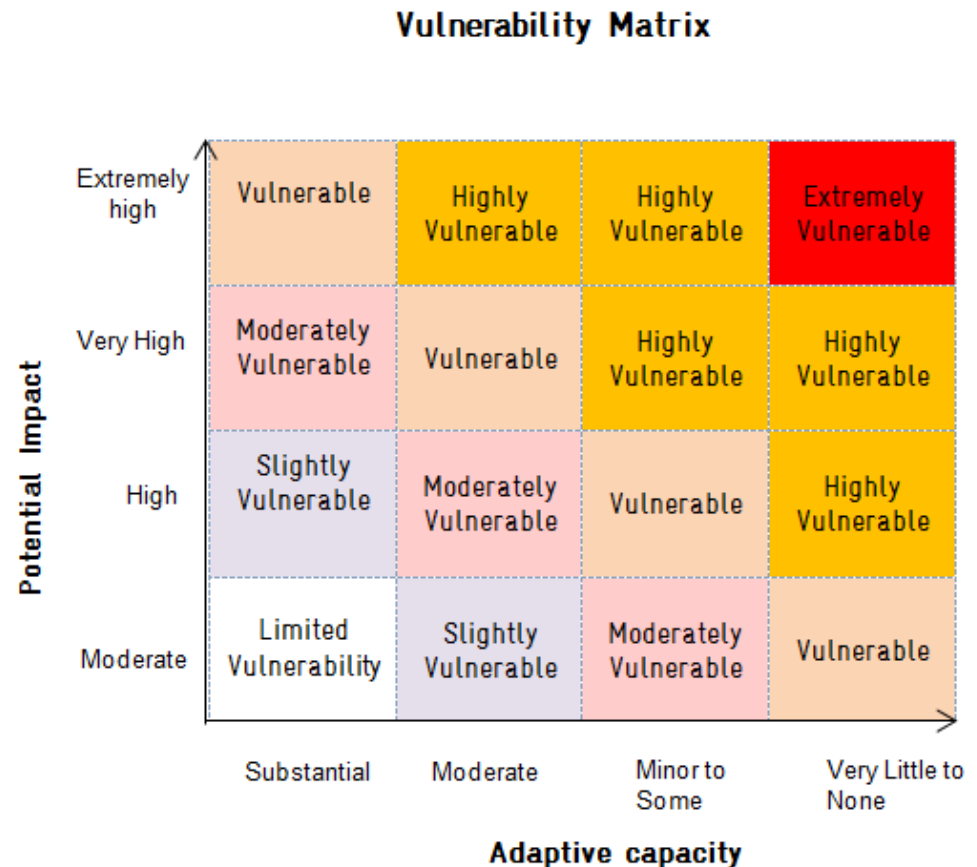 Vulnerability Matrix
Potential Impact
Extremely
high
Vulnerable
Highly
Vulnerable
Highly
Vulnerable
Extremely
Vulnerable
Very High
Moderately
Vulnerable
Vulnerable
Highly
Vulnerable
Highly
Vulnerable
High
Slightly
Vulnerable
Moderately
Vulnerable
Vulnerable
Highly
Vulnerable
Moderate
Limited
Vulnerability
Slightly
Vulnerable
Moderately
Vulnerable
Vulnerable
Substantial
Moderate
Minor to
Some
Very Little to
None
Adaptive capacity